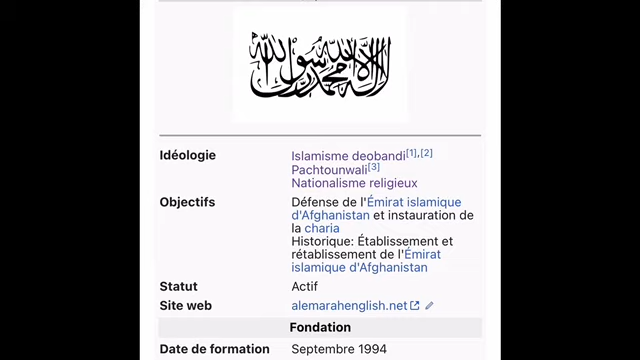 لا إله إلا الله محمد رسول الله
Idéologie
Islamisme deobandi[1],[2]
Pachtounwali[3]
Nationalisme religieux
Objectifs
Défense de l'Émirat islamique
d'Afghanistan et instauration de
la charia
Historique: Établissement et
rétablissement de l'Émirat
islamique d'Afghanistan
Statut
Actif
Site web
alemarahenglish.net
Fondation
Date de formation
Septembre 1994